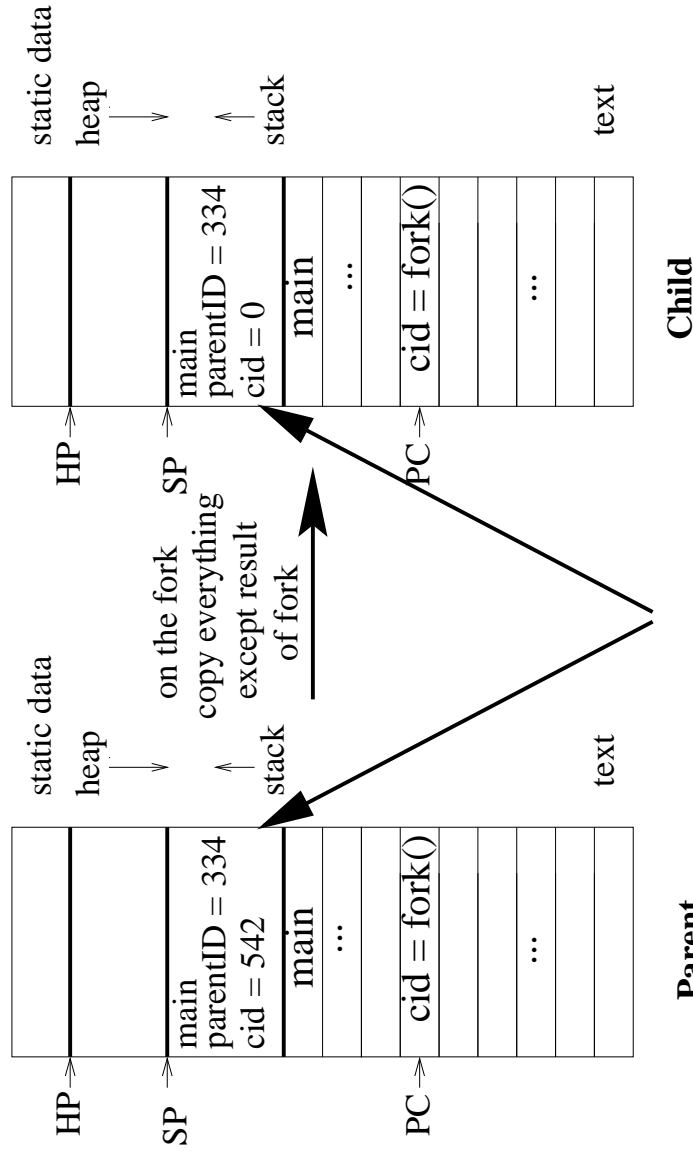 HP
SP
PC
main
parentID = 334
cid = 542
main
...
cid = fork()
...
static data
heap
stack
text
Parent
on the fork
copy everything
except result
of fork
HP
SP
PC
main
parentID = 334
cid = 0
main
...
cid = fork()
...
static data
heap
stack
text
Child